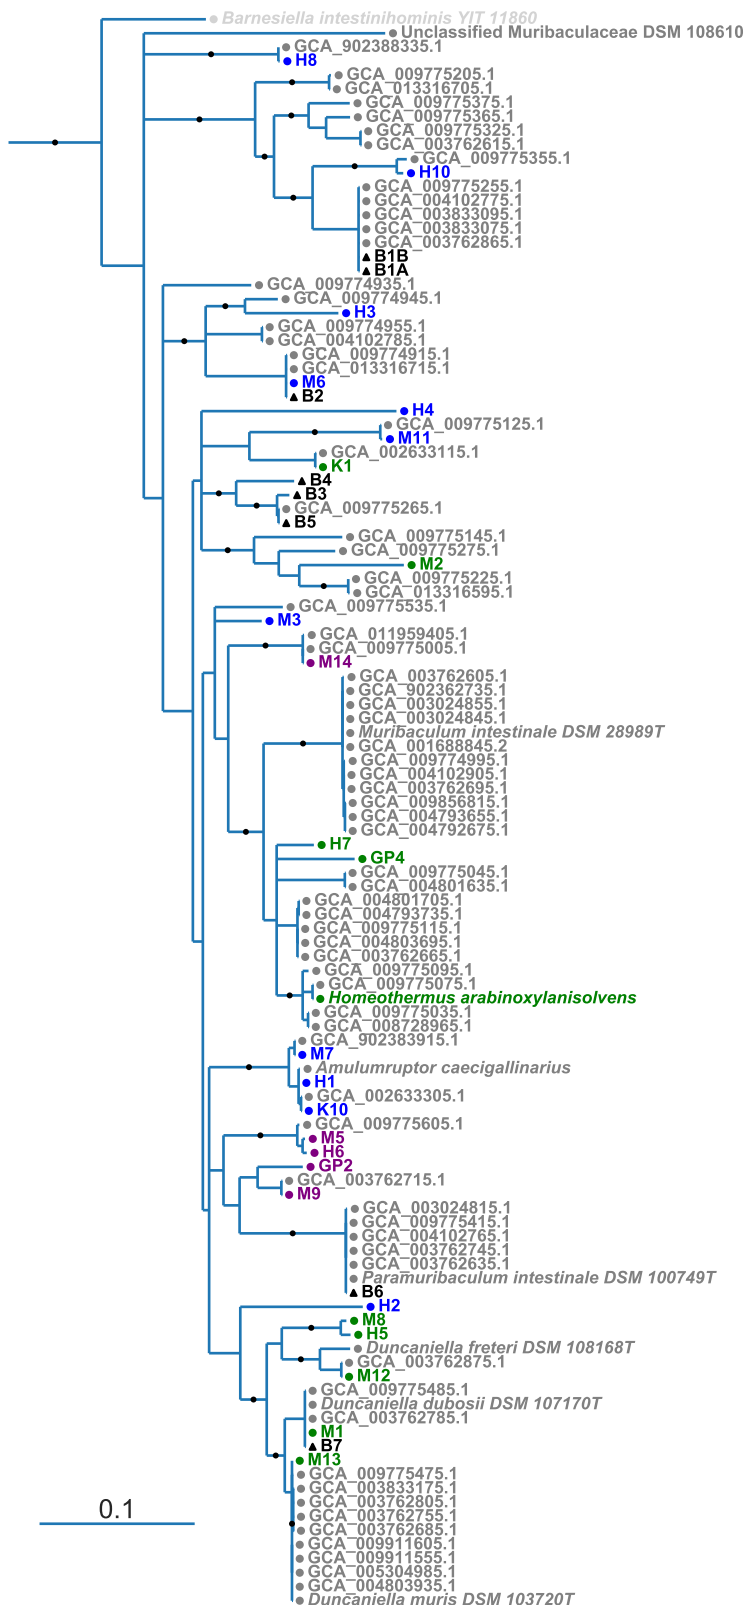 Barnesiella intestinihominis YIT 11860
Unclassified Muribaculaceae DSM 108610
GCA_902388335.1
H8
GCA_009775205.1
GCA_013316705.1
GCA_009775375.1
GCA_009775365.1
GCA_009775325.1
GCA_003762615.1
GCA_009775355.1
H10
GCA_009775255.1
GCA_004102775.1
GCA_003833095.1
GCA_003833075.1
GCA_003762865.1
B1B
B1A
GCA_009774935.1
GCA_009774945.1
H3
GCA_009774955.1
GCA_004102785.1
GCA_009774915.1
GCA_013316715.1
M6
B2
H4
GCA_009775125.1
M11
GCA_002633115.1
K1
B4
B3
GCA_009775265.1
B5
GCA_009775145.1
GCA_009775275.1
M2
GCA_009775225.1
GCA_013316595.1
GCA_009775535.1
M3
GCA_011959405.1
GCA_009775005.1
M14
GCA_003762605.1
GCA_902362735.1
GCA_003024855.1
GCA_003024845.1
Muribaculum intestinale DSM 28989T
GCA_001688845.2
GCA_009774995.1
GCA_004102905.1
GCA_003762695.1
GCA_009856815.1
GCA_004793655.1
GCA_004792675.1
H7
GP4
GCA_009775045.1
GCA_004801635.1
GCA_004801705.1
GCA_004793735.1
GCA_009775115.1
GCA_004803695.1
GCA_003762665.1
GCA_009775095.1
GCA_009775075.1
Homeothermus arabinoxylanisolvens
GCA_009775035.1
GCA_008728965.1
GCA_902383915.1
M7
Amulumruptor caecigallinarius
H1
GCA_002633305.1
K10
GCA_009775605.1
M5
H6
GP2
GCA_003762715.1
M9
GCA_003024815.1
GCA_009775415.1
GCA_004102765.1
GCA_003762745.1
GCA_003762635.1
Paramuribaculum intestinale DSM 100749T
B6
H2
M8
H5
Duncaniella freteri DSM 108168T
GCA_003762875.1
M12
GCA_009775485.1
Duncaniella dubosii DSM 107170T
GCA_003762785.1
M1
B7
M13
GCA_009775475.1
GCA_003833175.1
GCA_003762805.1
GCA_003762755.1
GCA_003762685.1
GCA_009911605.1
GCA_009911555.1
GCA_005304985.1
GCA_004803935.1
Duncaniella muris DSM 103720T
0.1